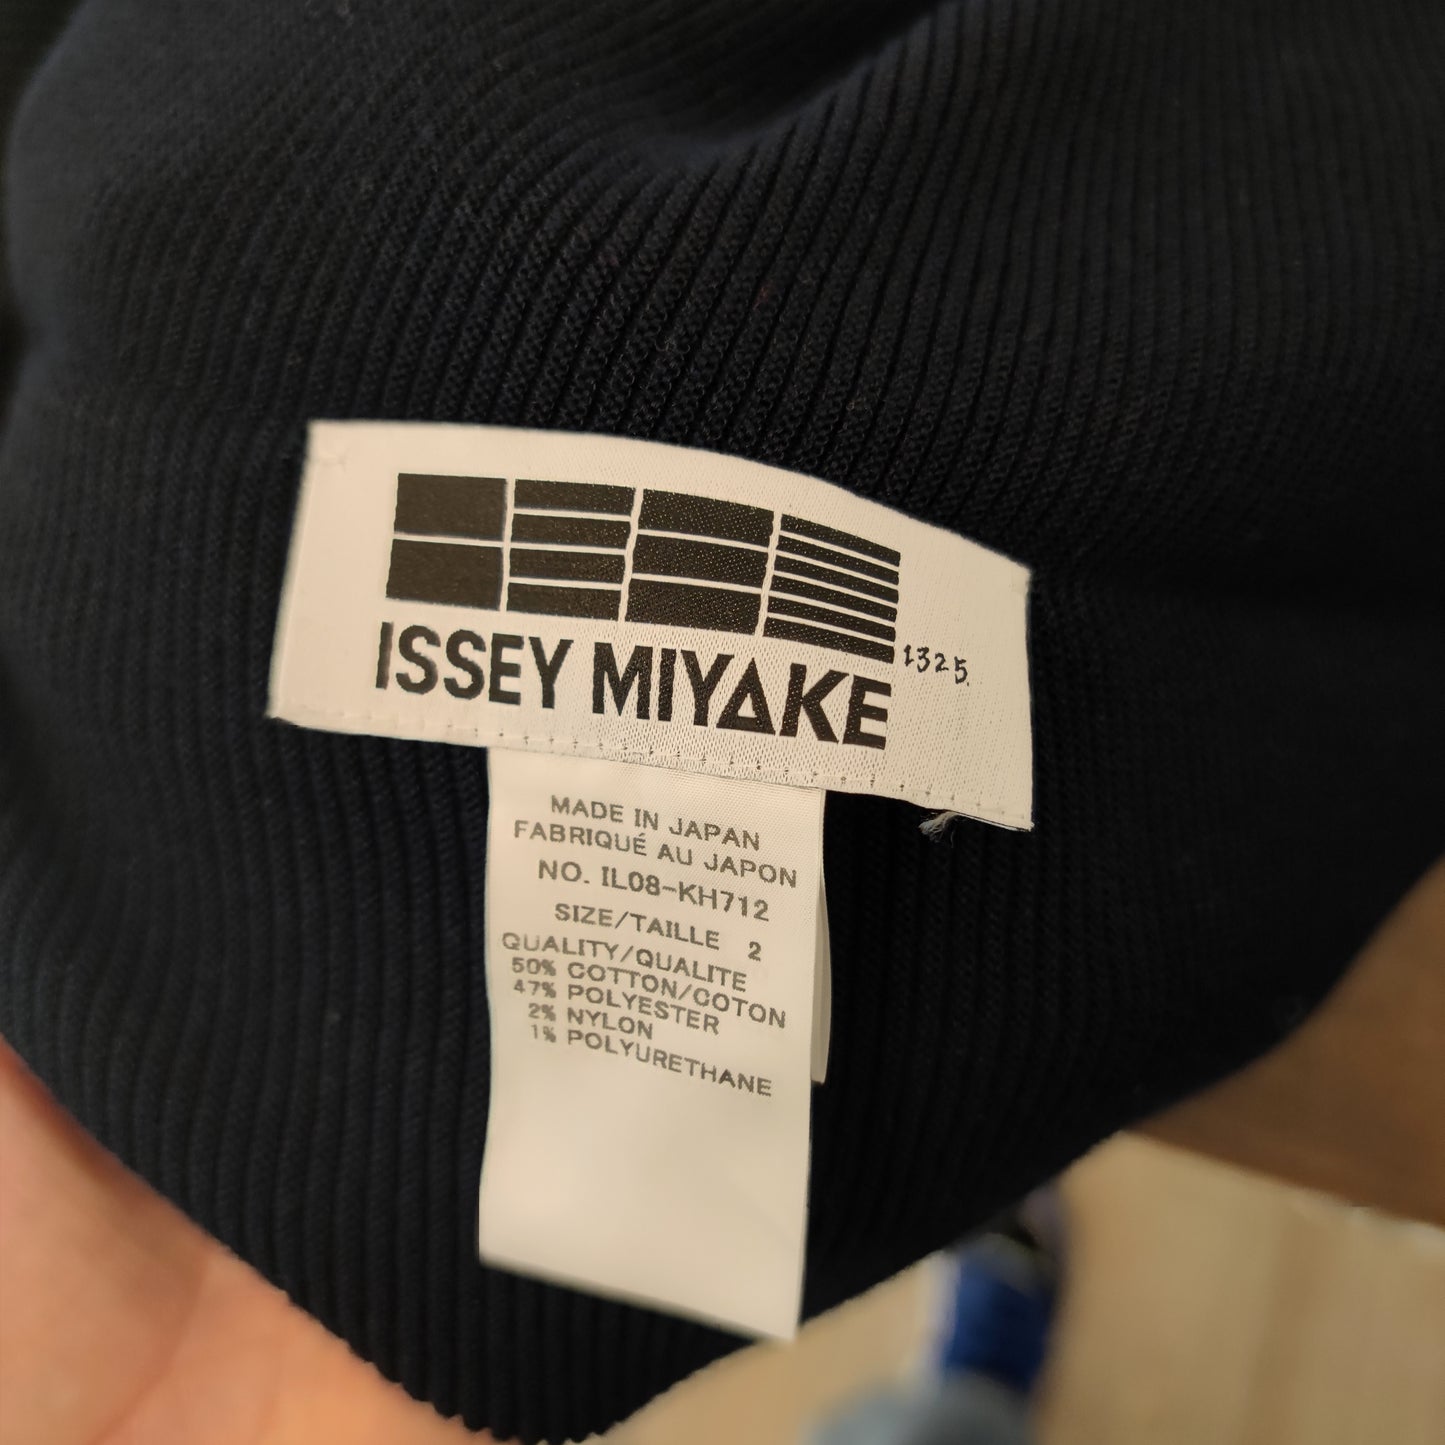 ISSEY MIYAKE 1325.
MADE IN JAPAN
FABRIQUÉ AU JAPON
NO. IL08-KH712
SIZE/TAILLE 2
QUALITY/QUALITE
50% COTTON/COTON
47% POLYESTER
2% NYLON
1% POLYURETHANE